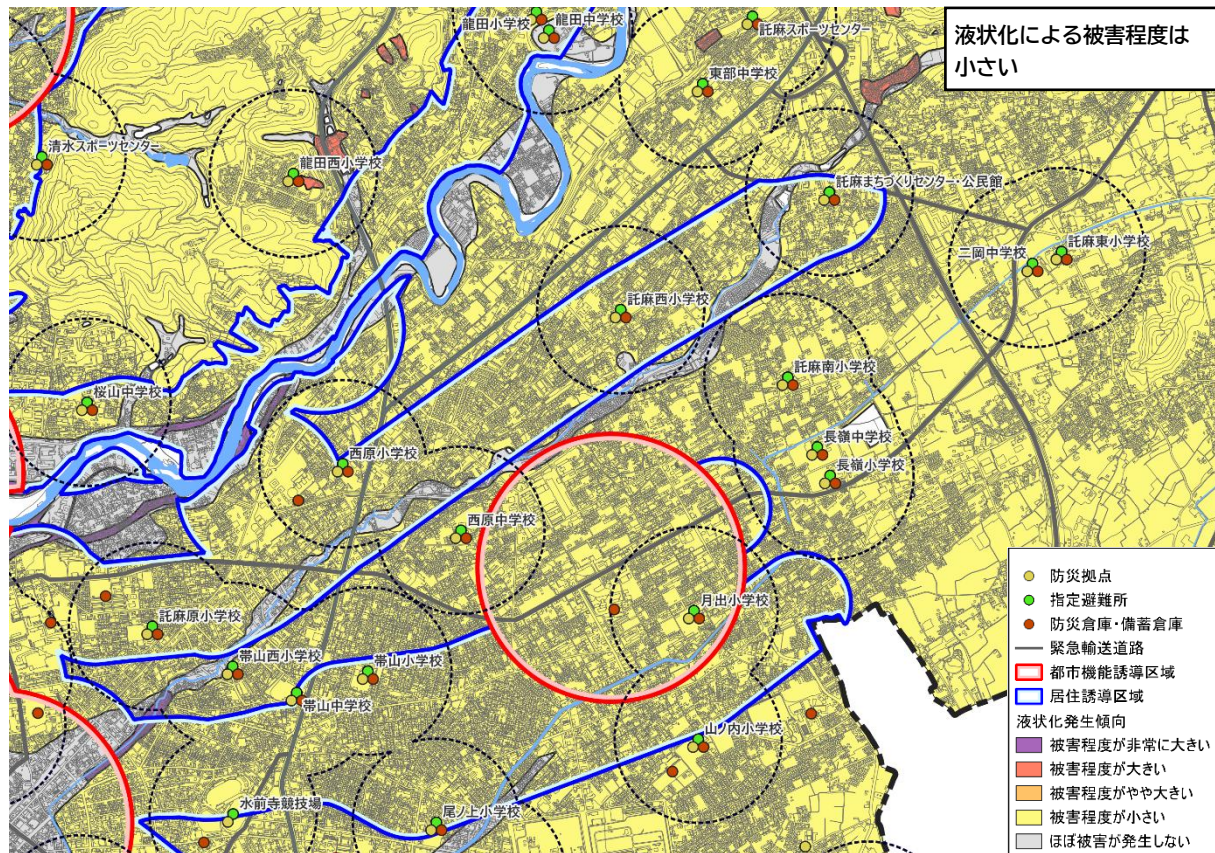 液状化による被害程度は
小さい
龍田小学校
龍田中学校
託麻スポーツセンター
東部中学校
清水スポーツセンター
龍田西小学校
託麻まちづくりセンター・公民館
二岡中学校
託麻東小学校
託麻西小学校
託麻南小学校
桜山中学校
長嶺中学校
西原小学校
長嶺小学校
西原中学校
月出小学校
託麻原小学校
帯山西小学校
帯山小学校
帯山中学校
山ノ内小学校
水前寺競技場
尾ノ上小学校
防災拠点
指定避難所
防災倉庫・備蓄倉庫
緊急輸送道路
都市機能誘導区域
居住誘導区域
液状化発生傾向
被害程度が非常に大きい
被害程度が大きい
被害程度がやや大きい
被害程度が小さい
ほぼ被害が発生しない